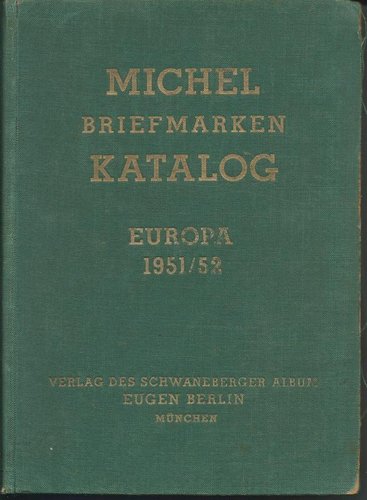 MICHEL
BRIEFMARKEN
KATALOG
EUROPA
1951/52
VERLAG DES SCHWANEBERGER ALBUM
EUGEN BERLIN
MÜNCHEN